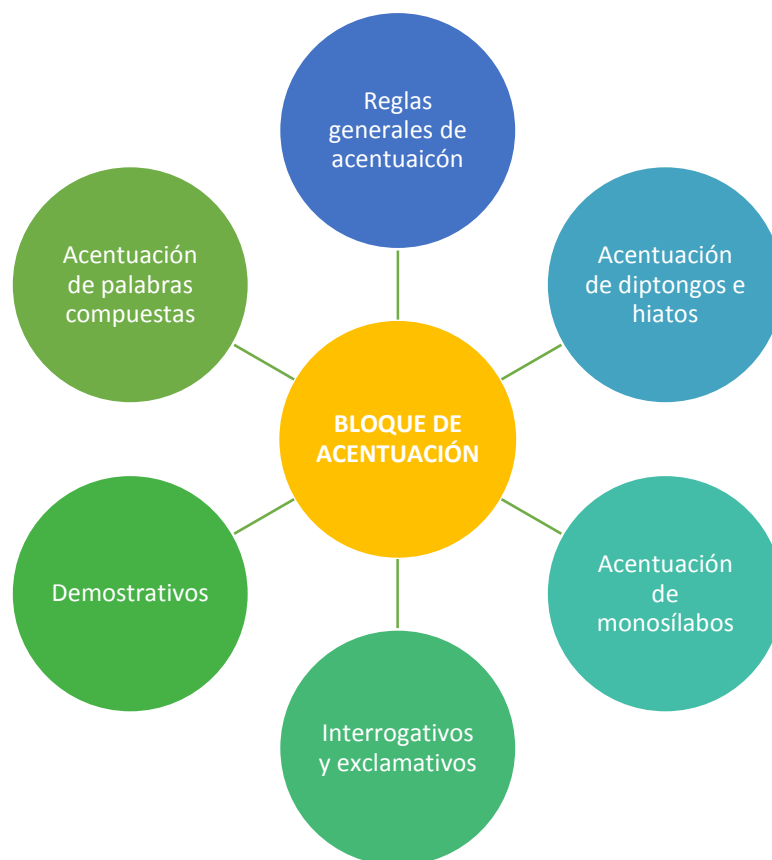 Reglas
generales de
acentuaicón
Acentuación
de diptongos e
hiatos
Acentuación
de
monosílabos
Interrogativos
y exclamativos
Demostrativos
Acentuación
de palabras
compuestas
BLOQUE DE
ACENTUACIÓN